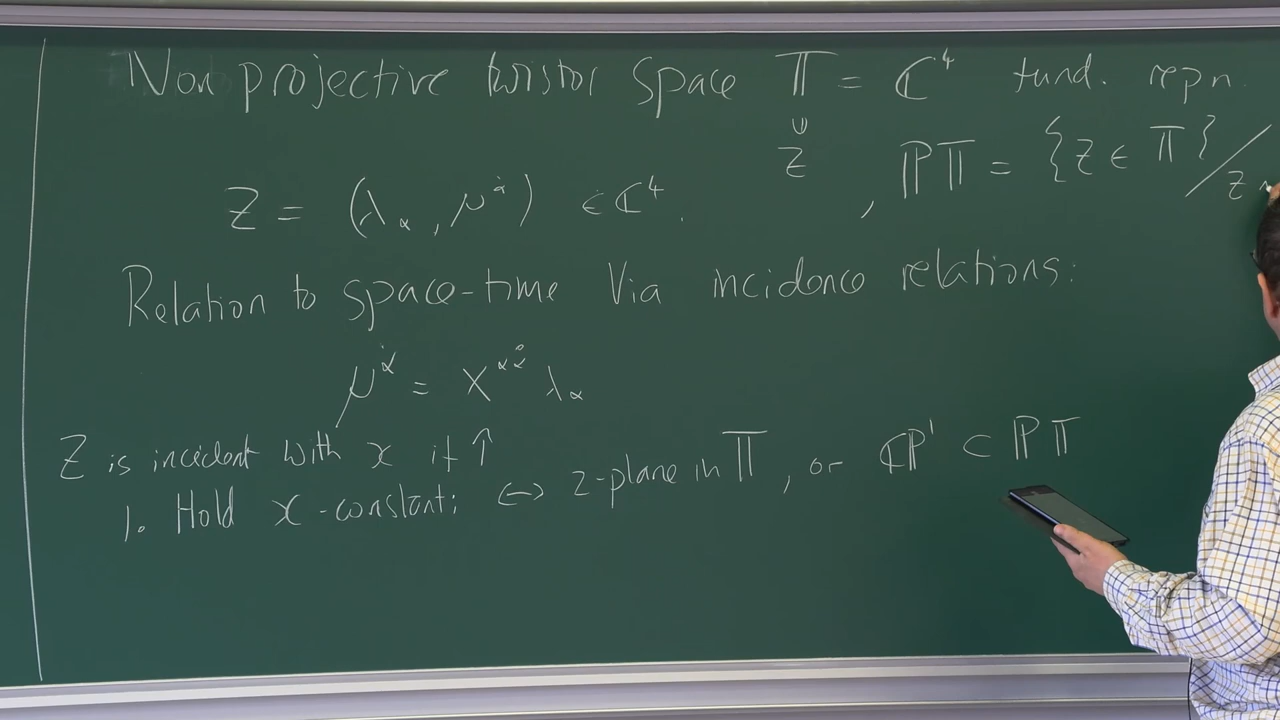 Non projective twistor space 𝕋 = ℂ⁴ fund. repn.
∪
Z
, ℙ𝕋 = {Z ∈ 𝕋}/Z
Z = (λ_α, μ^α̇) ∈ ℂ⁴.
Relation to space-time Via incidence relations:
μ^α̇ = X^αα̇ λ_α
Z is incident with x if ↑
1. Hold x-constant; ↔ 2-plane in 𝕋, or ℂℙ¹ ⊂ ℙ𝕋